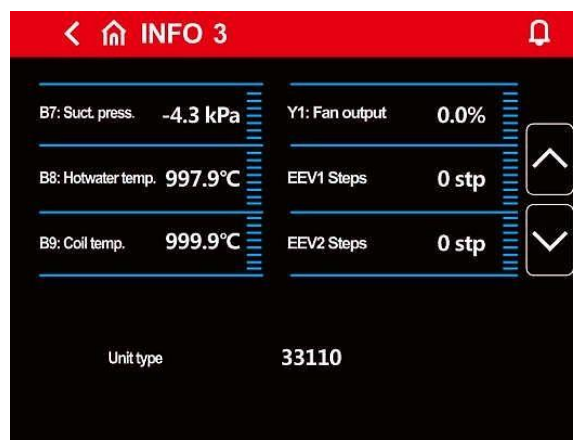 INFO 3
B7: Suct. press. -4.3 kPa
Y1: Fan output 0.0%
B8: Hotwater temp. 997.9°C
EEV1 Steps 0 stp
B9: Coil temp. 999.9°C
EEV2 Steps 0 stp
Unit type 33110